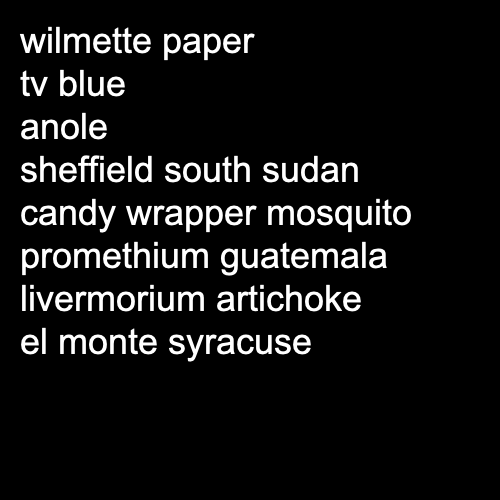 wilmette paper
tv blue
anole
sheffield south sudan
candy wrapper mosquito
promethium guatemala
livermorium artichoke
el monte syracuse